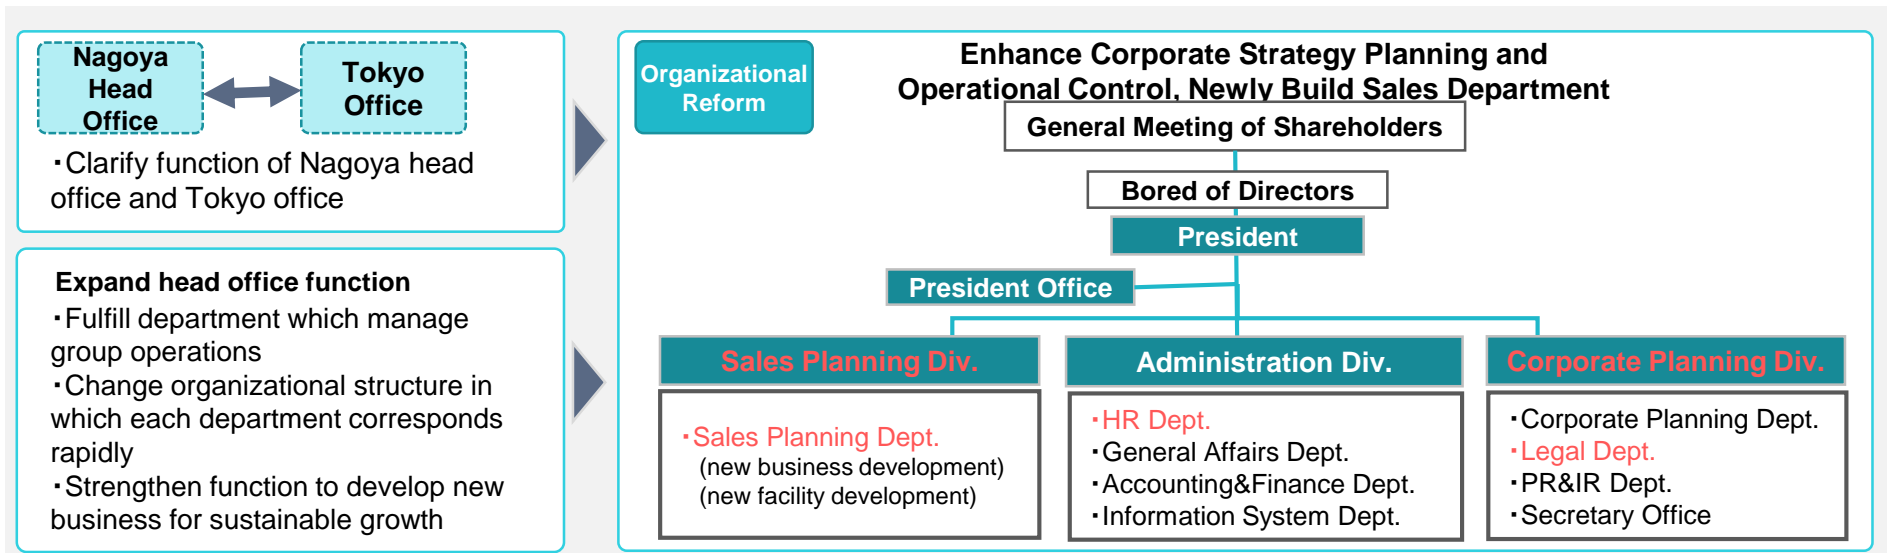 Nagoya
Head
Office
Tokyo
Office
・Clarify function of Nagoya head
office and Tokyo office
Expand head office function
・Fulfill department which manage
group operations
・Change organizational structure in
which each department corresponds
rapidly
・Strengthen function to develop new
business for sustainable growth
Organizational
Reform
Enhance Corporate Strategy Planning and
Operational Control, Newly Build Sales Department
General Meeting of Shareholders
Bored of Directors
President
President Office
Sales Planning Div.
・Sales Planning Dept.
(new business development)
(new facility development)
Administration Div.
・HR Dept.
・General Affairs Dept.
・Accounting&Finance Dept.
・Information System Dept.
Corporate Planning Div.
・Corporate Planning Dept.
・Legal Dept.
・PR&IR Dept.
・Secretary Office